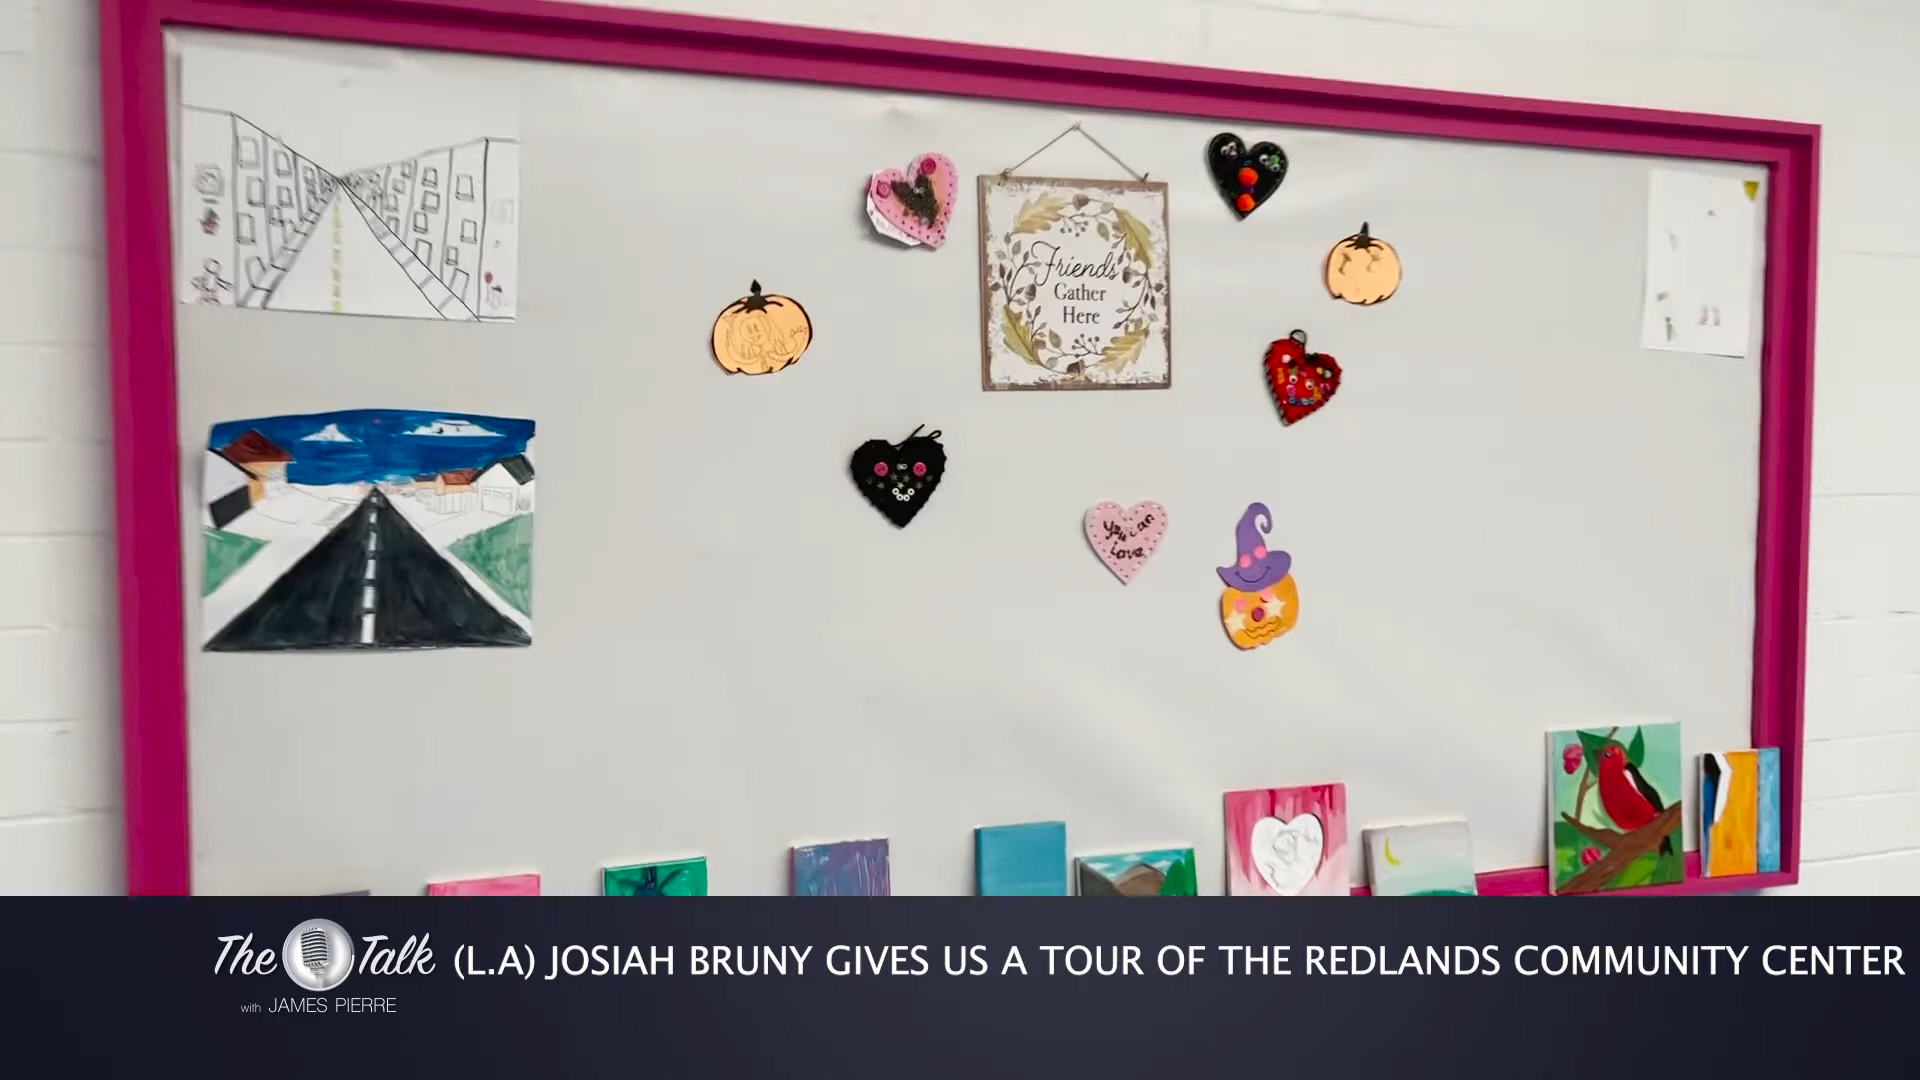 Friends
Gather
Here
You can
Love
The Talk
with JAMES PIERRE
(L.A) JOSIAH BRUNY GIVES US A TOUR OF THE REDLANDS COMMUNITY CENTER